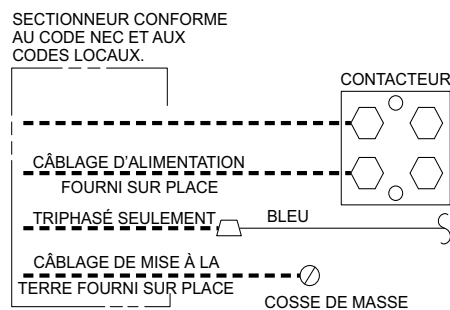 SECTIONNEUR CONFORME
AU CODE NEC ET AUX
CODES LOCAUX.
CONTACTEUR
CÂBLAGE D'ALIMENTATION
FOURNI SUR PLACE
TRIPHASÉ SEULEMENT
BLEU
CÂBLAGE DE MISE À LA
TERRE FOURNI SUR PLACE
COSSE DE MASSE